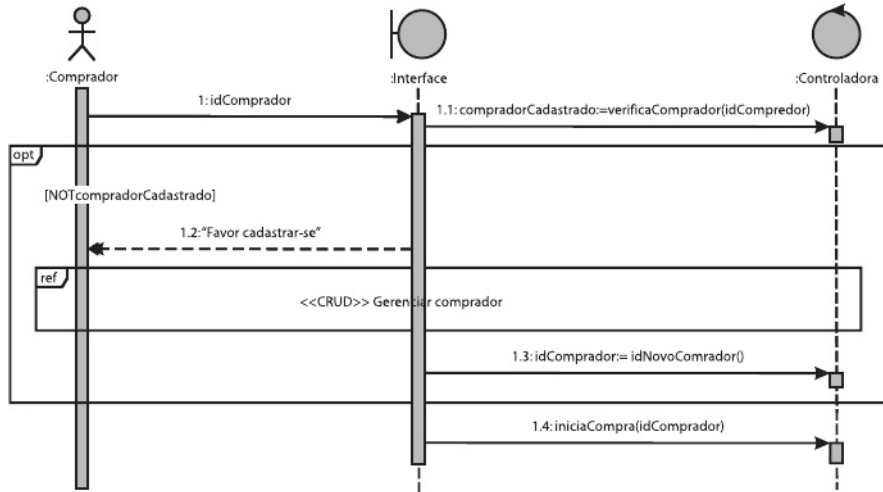 :Comprador
:Interface
:Controladora
1: idComprador
1.1: compradorCadastrado:=verificaComprador(idCompredor)
opt
[NOTcompradorCadastrado]
1.2:“Favor cadastrar-se”
ref
<<CRUD>> Gerenciar comprador
1.3: idComprador:= idNovoComrador()
1.4: iniciaCompra(idComprador)